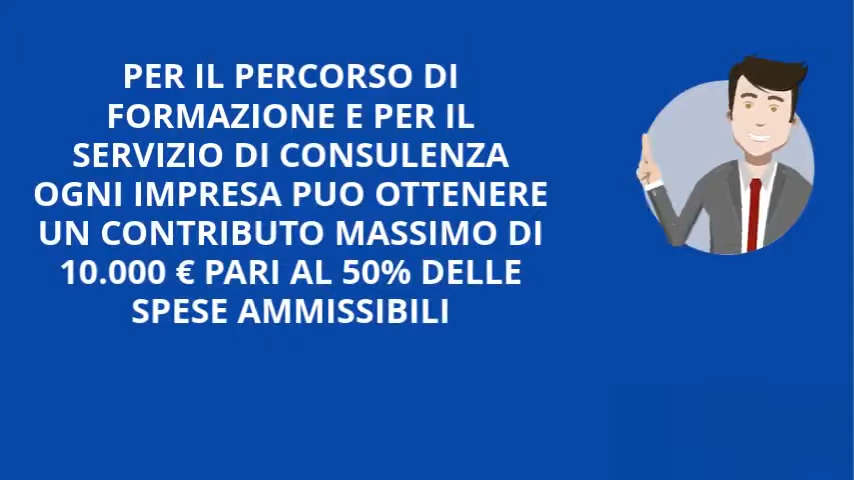 PER IL PERCORSO DI
FORMAZIONE E PER IL
SERVIZIO DI CONSULENZA
OGNI IMPRESA PUO OTTENERE
UN CONTRIBUTO MASSIMO DI
10.000 € PARI AL 50% DELLE
SPESE AMMISSIBILI